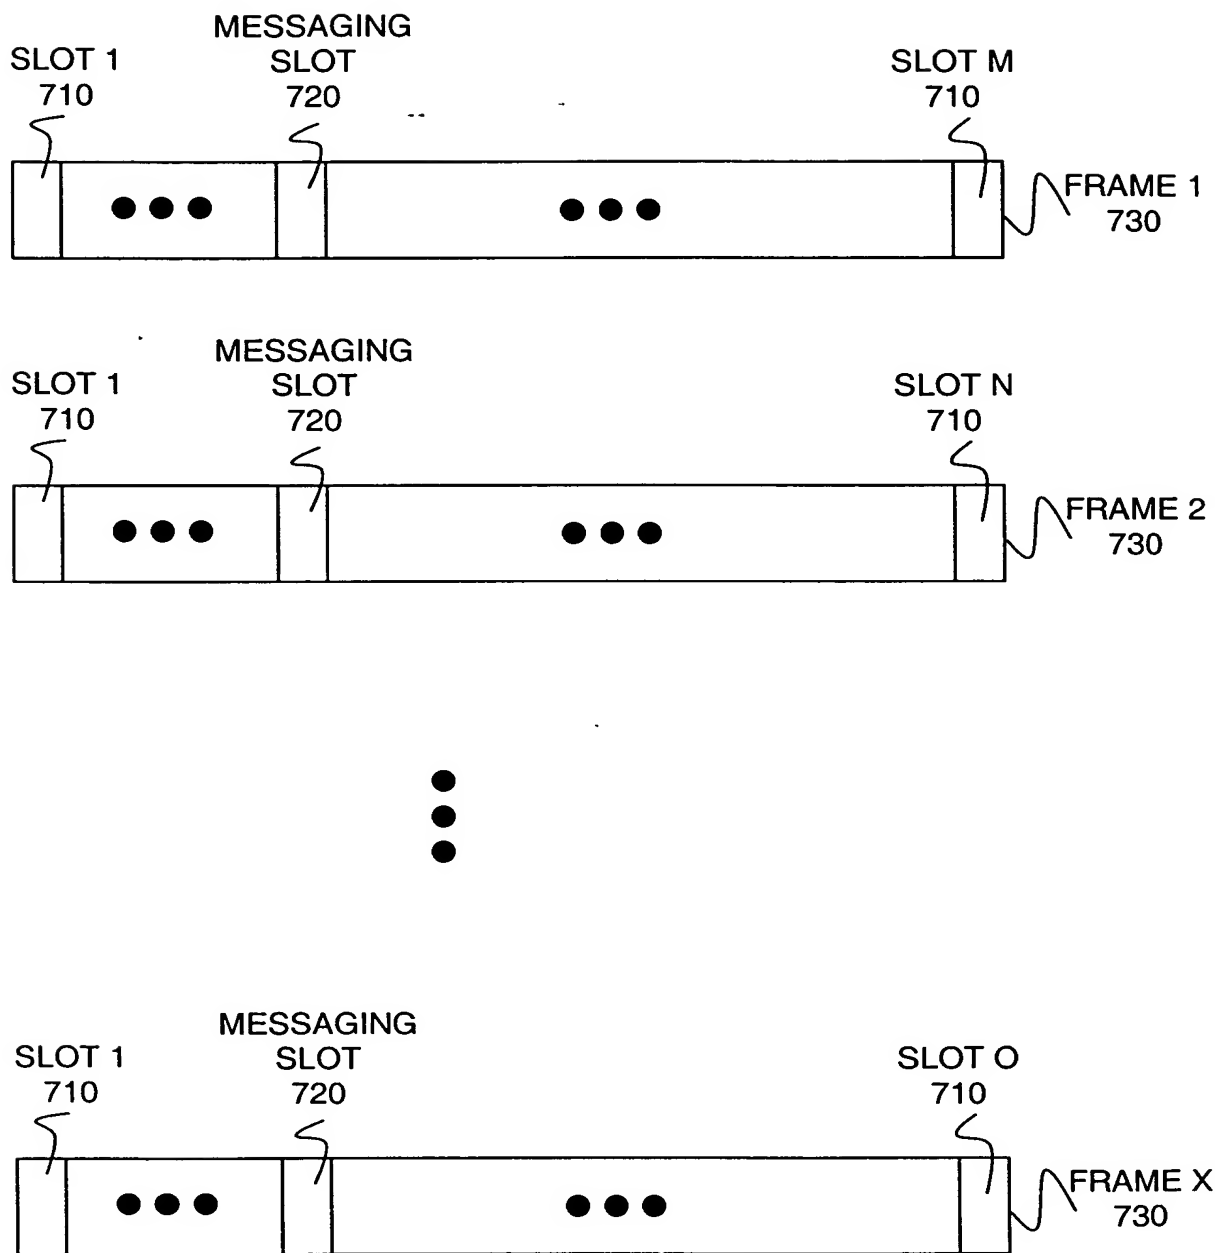 MESSAGING
SLOT 1 SLOT SLOT M
710 720 710
FRAME 1
730
MESSAGING
SLOT 1 SLOT SLOT N
710 720 710
FRAME 2
730
MESSAGING
SLOT 1 SLOT SLOT O
710 720 710
FRAME X
730